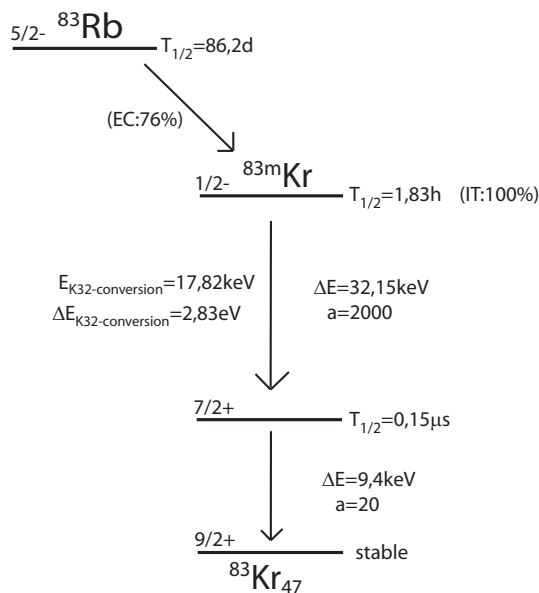 5/2- ⁸³Rb
T₁/₂=86,2d
(EC:76%)
⁸³ᵐKr
1/2- T₁/₂=1,83h (IT:100%)
E_K32-conversion=17,82keV
ΔE_K32-conversion=2,83eV
ΔE=32,15keV
a=2000
7/2+ T₁/₂=0,15μs
ΔE=9,4keV
a=20
9/2+ stable
⁸³Kr₄₇